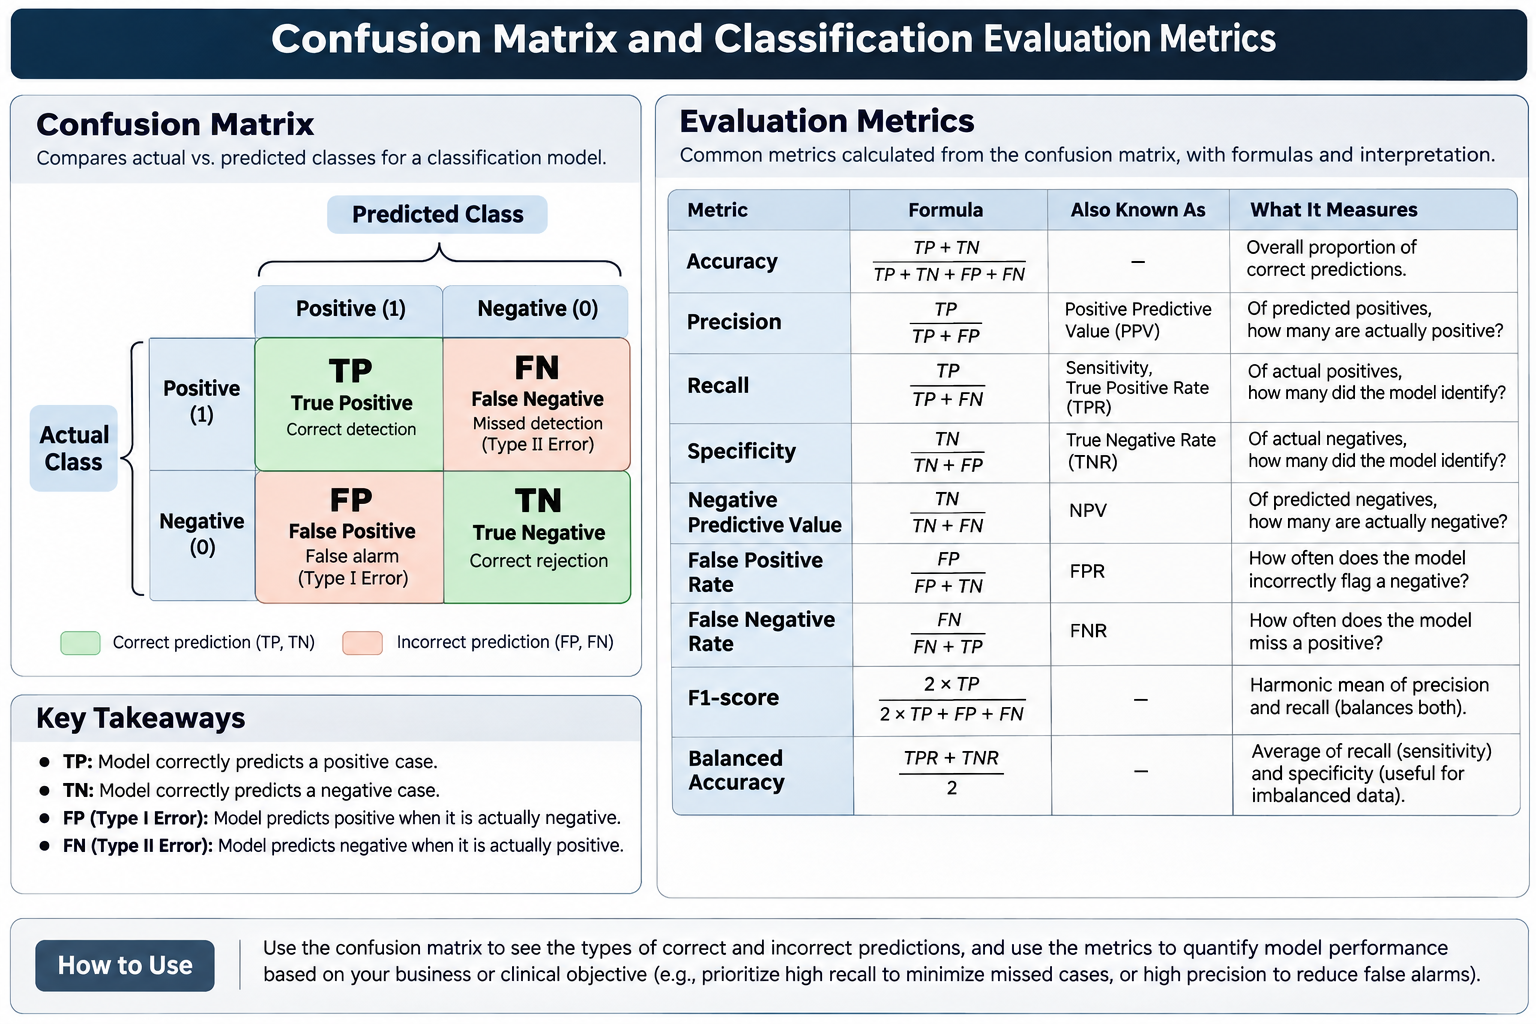 Confusion Matrix and Classification Evaluation Metrics
Confusion Matrix
Compares actual vs. predicted classes for a classification model.
Predicted Class
Positive (1)
Negative (0)
Actual
Class
Positive
(1)
TP
True Positive
Correct detection
FN
False Negative
Missed detection
(Type II Error)
Negative
(0)
FP
False Positive
False alarm
(Type I Error)
TN
True Negative
Correct rejection
Correct prediction (TP, TN)
Incorrect prediction (FP, FN)
Key Takeaways
● TP: Model correctly predicts a positive case.
● TN: Model correctly predicts a negative case.
● FP (Type I Error): Model predicts positive when it is actually negative.
● FN (Type II Error): Model predicts negative when it is actually positive.
Evaluation Metrics
Common metrics calculated from the confusion matrix, with formulas and interpretation.
Metric
Formula
Also Known As
What It Measures
Accuracy
TP + TN
TP + TN + FP + FN
—
Overall proportion of
correct predictions.
Precision
TP
TP + FP
Positive Predictive
Value (PPV)
Of predicted positives,
how many are actually positive?
Recall
TP
TP + FN
Sensitivity,
True Positive Rate
(TPR)
Of actual positives,
how many did the model identify?
Specificity
TN
TN + FP
True Negative Rate
(TNR)
Of actual negatives,
how many did the model identify?
Negative
Predictive Value
TN
TN + FN
NPV
Of predicted negatives,
how many are actually negative?
False Positive
Rate
FP
FP + TN
FPR
How often does the model
incorrectly flag a negative?
False Negative
Rate
FN
FN + TP
FNR
How often does the model
miss a positive?
F1-score
2 × TP
2 × TP + FP + FN
—
Harmonic mean of precision
and recall (balances both).
Balanced
Accuracy
TPR + TNR
2
—
Average of recall (sensitivity)
and specificity (useful for
imbalanced data).
How to Use
Use the confusion matrix to see the types of correct and incorrect predictions, and use the metrics to quantify model performance
based on your business or clinical objective (e.g., prioritize high recall to minimize missed cases, or high precision to reduce false alarms).